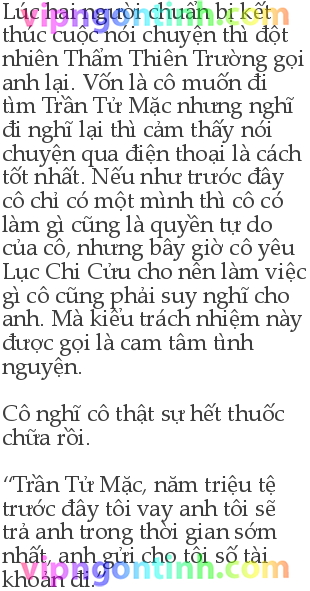 Lúc hai người chuẩn bị kết
thúc cuộc nói chuyện thì đột
nhiên Thẩm Thiên Trường gọi
anh lại. Vốn là cô muốn đi
tìm Trần Tử Mặc nhưng nghĩ
đi nghĩ lại thì cảm thấy nói
chuyện qua điện thoại là cách
tốt nhất. Nếu như trước đây
cô chỉ có một mình thì cô có
làm gì cũng là quyền tự do
của cô, nhưng bây giờ cô yêu
Lục Chi Cửu cho nên làm việc
gì cô cũng phải suy nghĩ cho
anh. Mà kiểu trách nhiệm này
được gọi là cam tâm tình
nguyện.
Cô nghĩ cô thật sự hết thuốc
chữa rồi.
“Trần Tử Mặc, năm triệu tệ
trước đây tôi vay anh tôi sẽ
trả anh trong thời gian sớm
nhất, anh gửi cho tôi số tài
khoản đi.”
vipngontinh.com
vipngontinh.com